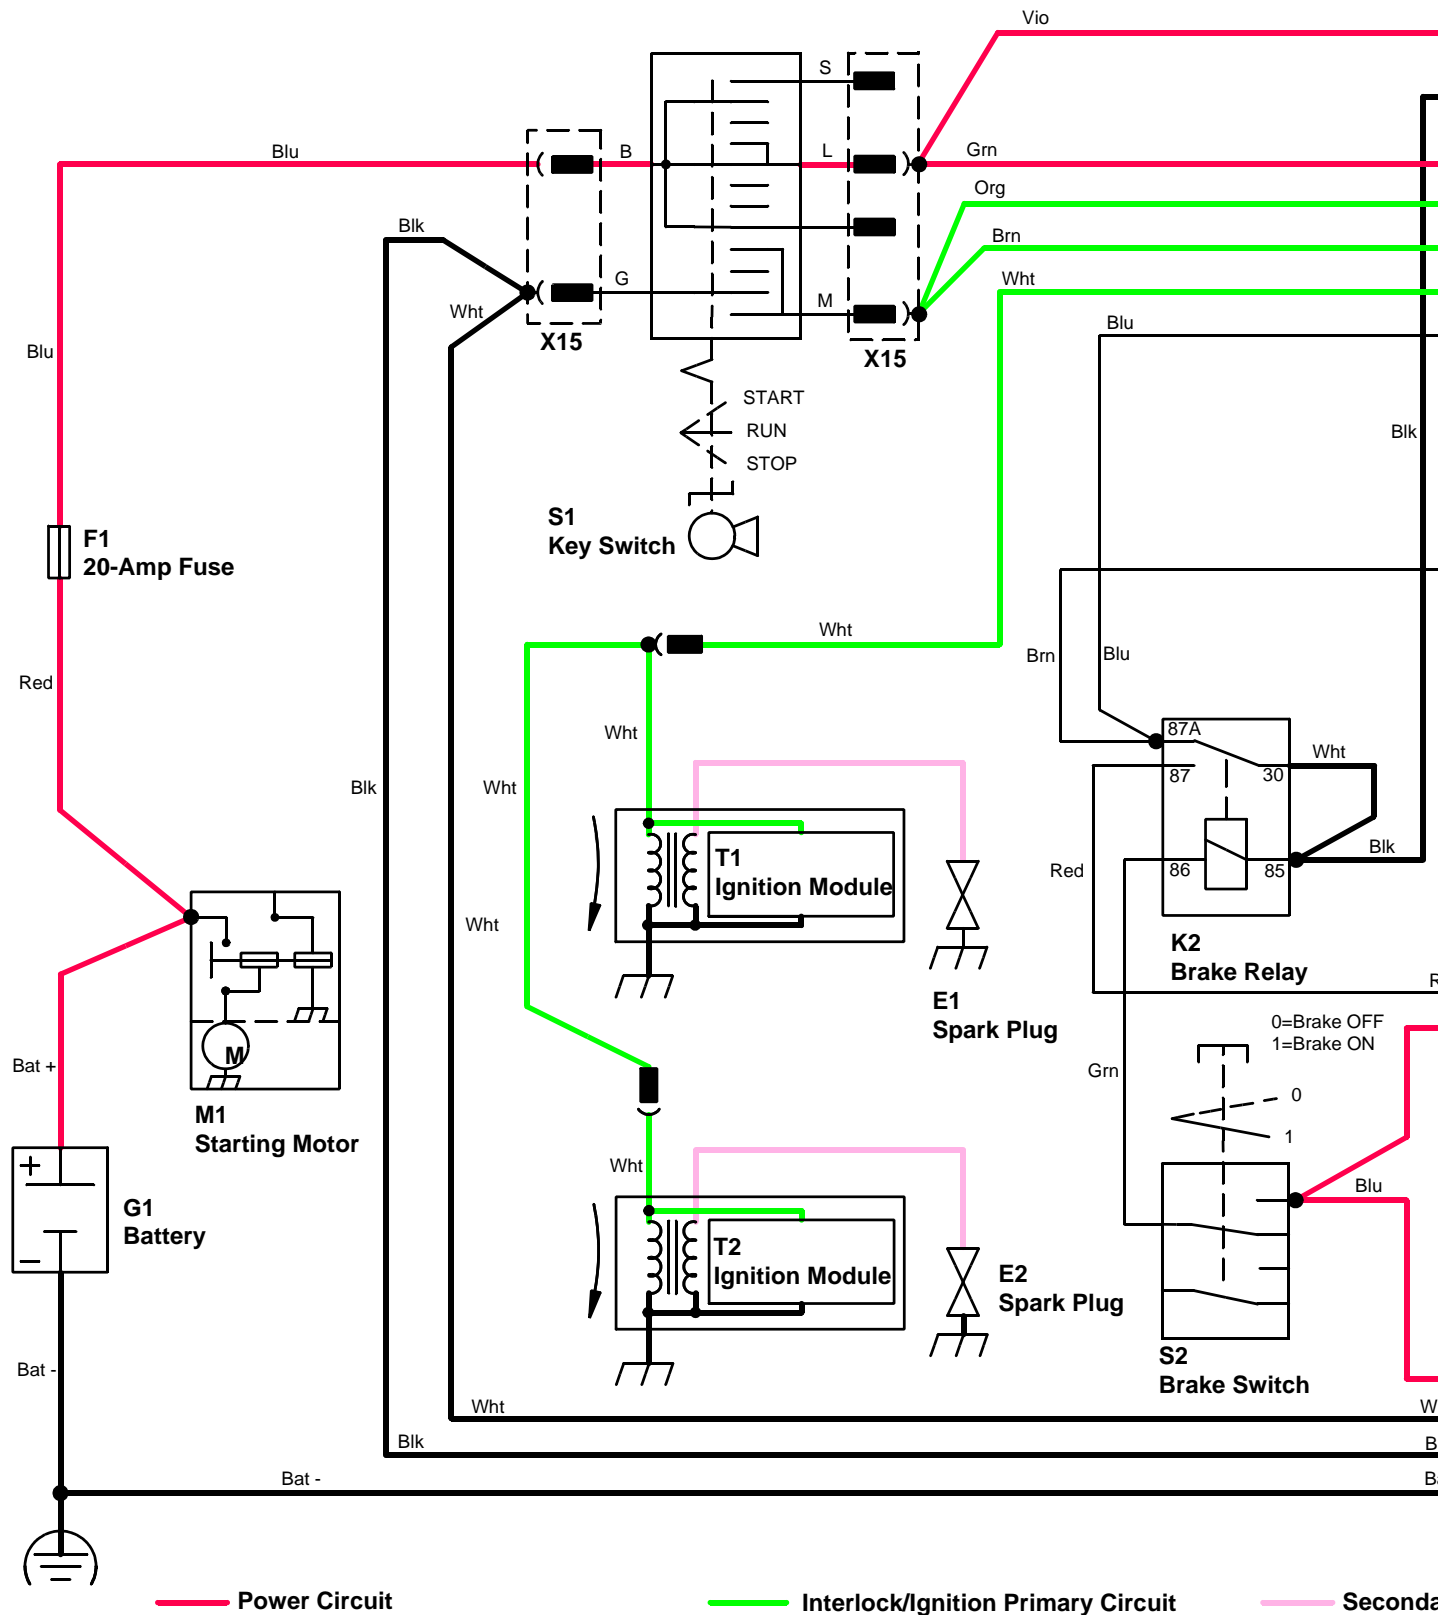 Vio
S
Blu
B
L
Grn
Org
Blk
Brn
G
Wht
Wht
M
X15
X15
Blu
Blu
START
RUN
STOP
Blk
S1
Key Switch
F1
20-Amp Fuse
Wht
Brn
Blu
Red
Wht
87A
Wht
87
30
Blk
Wht
Blk
T1
Ignition Module
86
85
Red
Wht
K2
Brake Relay
E1
Spark Plug
0=Brake OFF
1=Brake ON
M
Bat +
Grn
0
M1
Starting Motor
1
+
Wht
Blu
G1
Battery
T2
Ignition Module
E2
Spark Plug
S2
Brake Switch
Bat -
Wht
Blk
Bat -
Power Circuit
Interlock/Ignition Primary Circuit